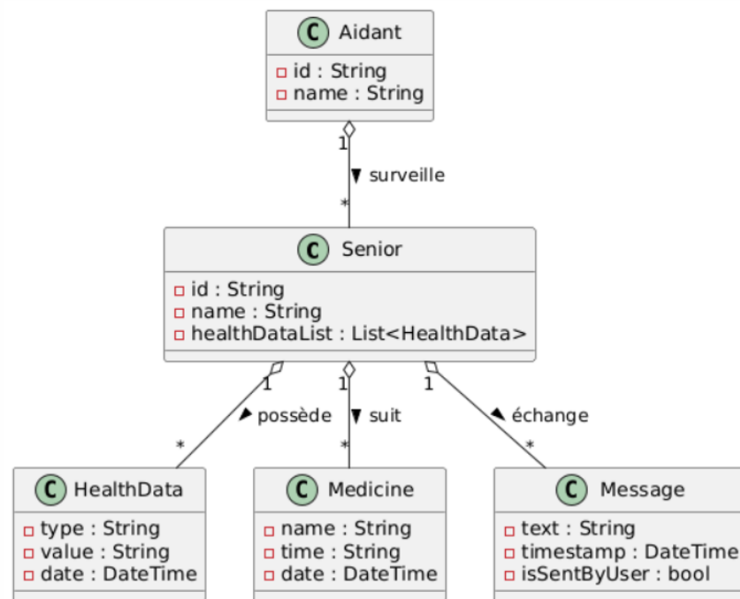 C Aidant
id : String
name : String
1
surveille
*
C Senior
id : String
name : String
healthDataList : List<HealthData>
1 1 1
possède suit échange
* * *
C HealthData
type : String
value : String
date : DateTime
C Medicine
name : String
time : String
date : DateTime
C Message
text : String
timestamp : DateTime
isSentByUser : bool